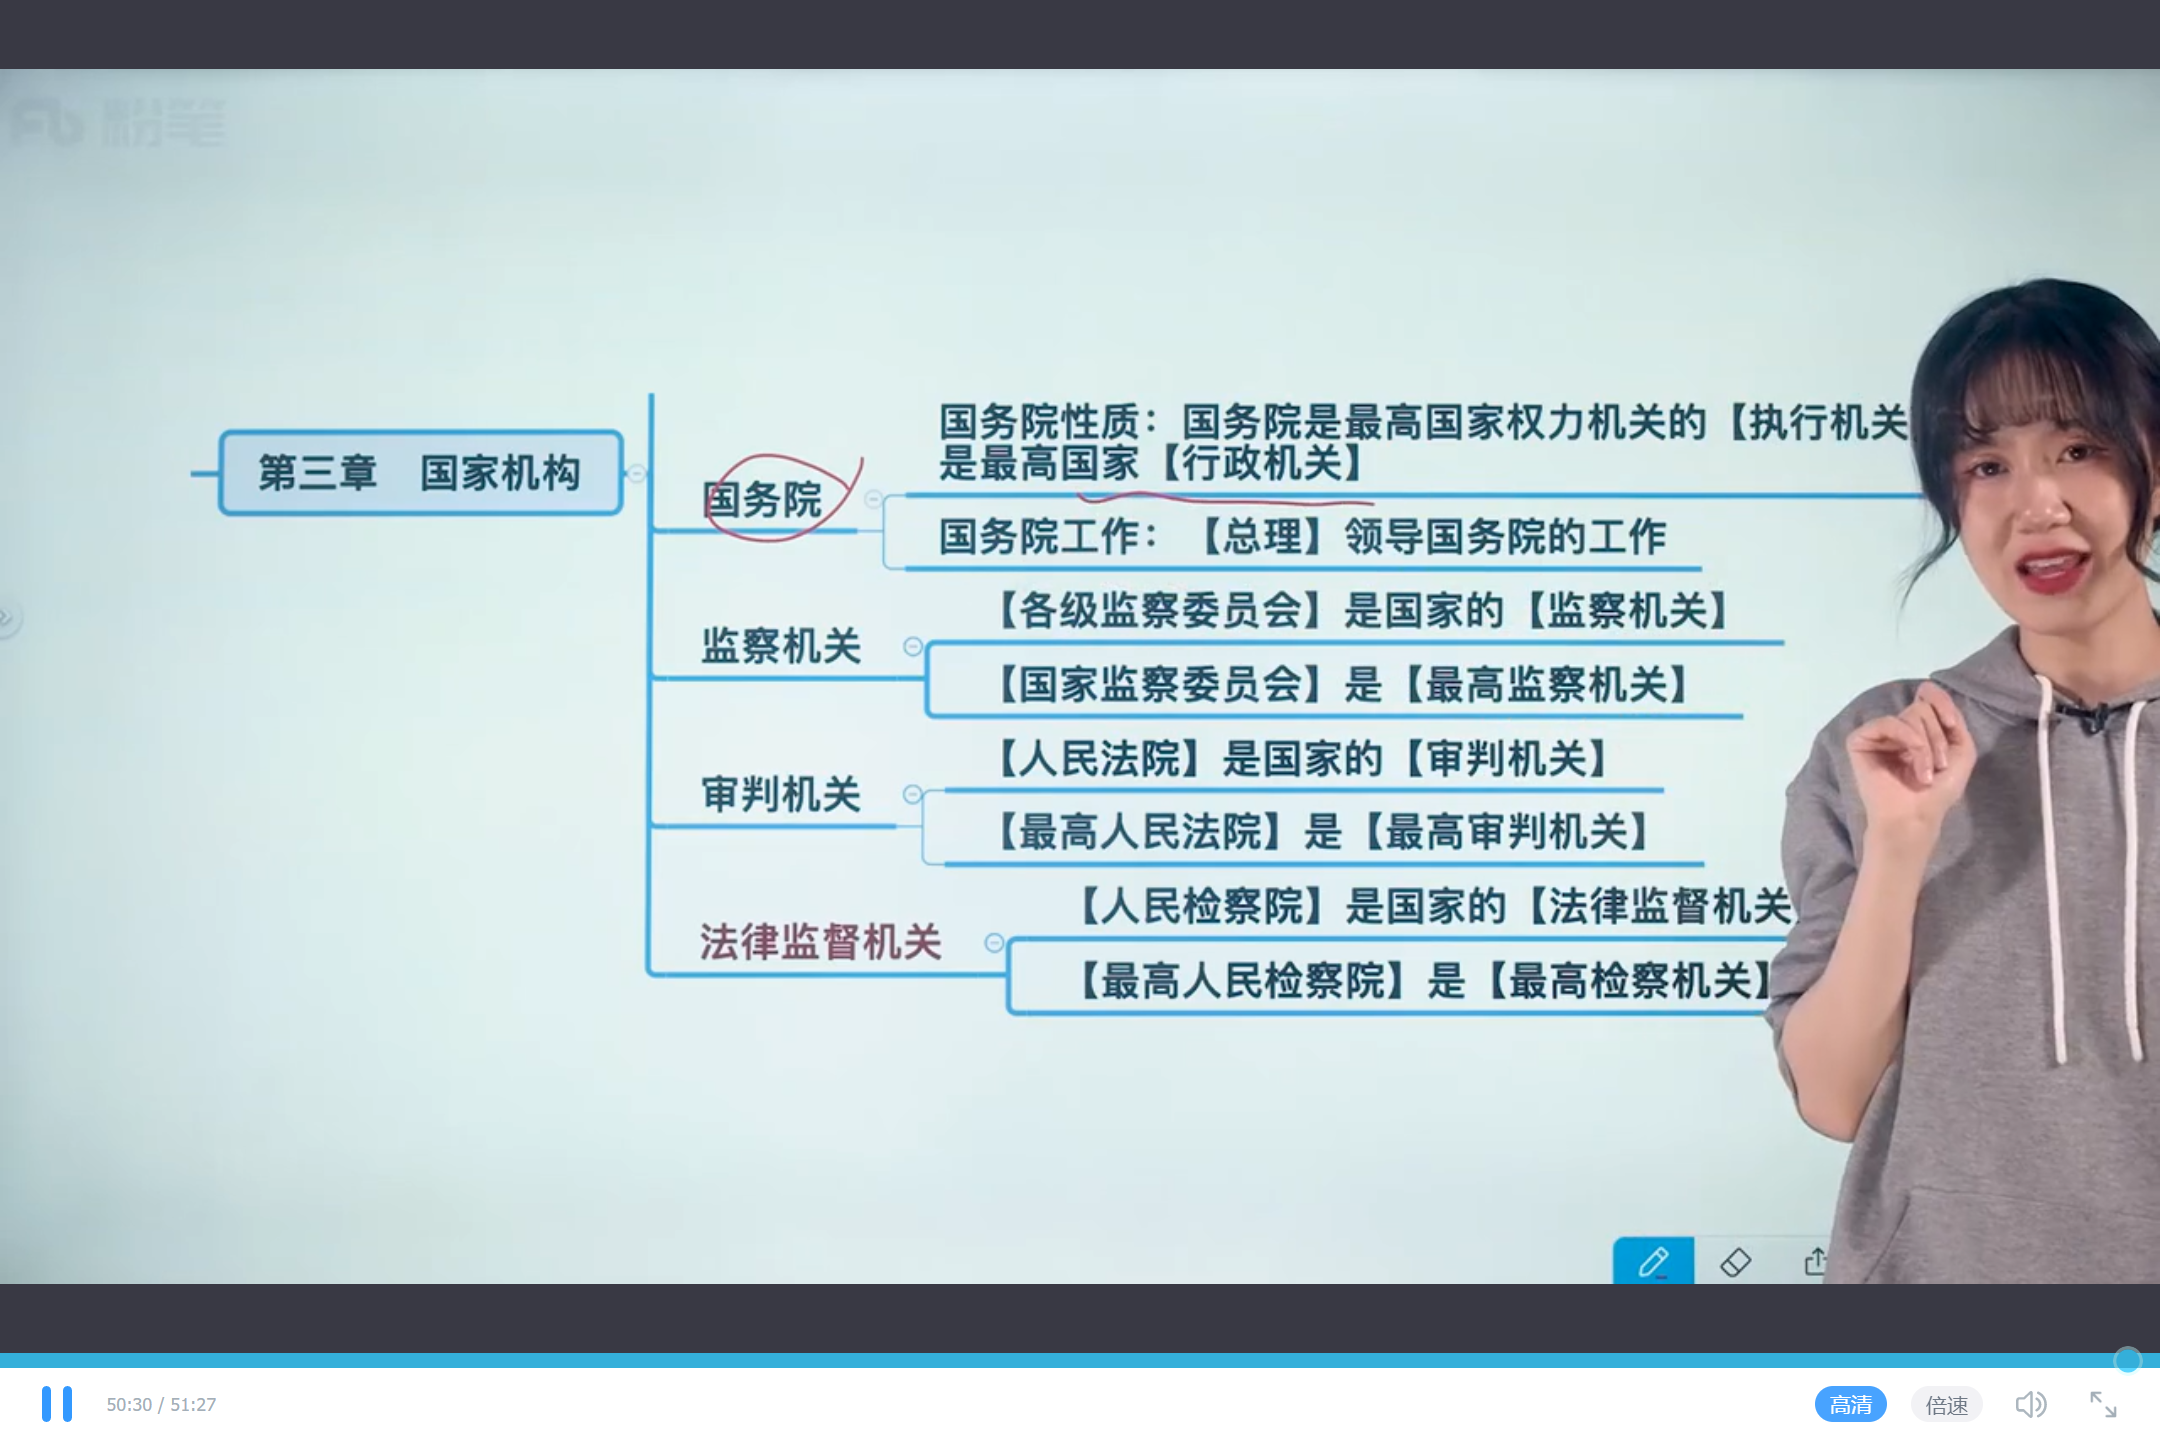 粉笔
国务院性质：国务院是最高国家权力机关的【执行机关
是最高国家【行政机关】
第三章 国家机构
国务院
国务院工作：【总理】领导国务院的工作
【各级监察委员会】是国家的【监察机关】
监察机关
【国家监察委员会】是【最高监察机关】
【人民法院】是国家的【审判机关】
审判机关
【最高人民法院】是【最高审判机关】
【人民检察院】是国家的【法律监督机关
法律监督机关
【最高人民检察院】是【最高检察机关】
50:30 / 51:27
高清
倍速